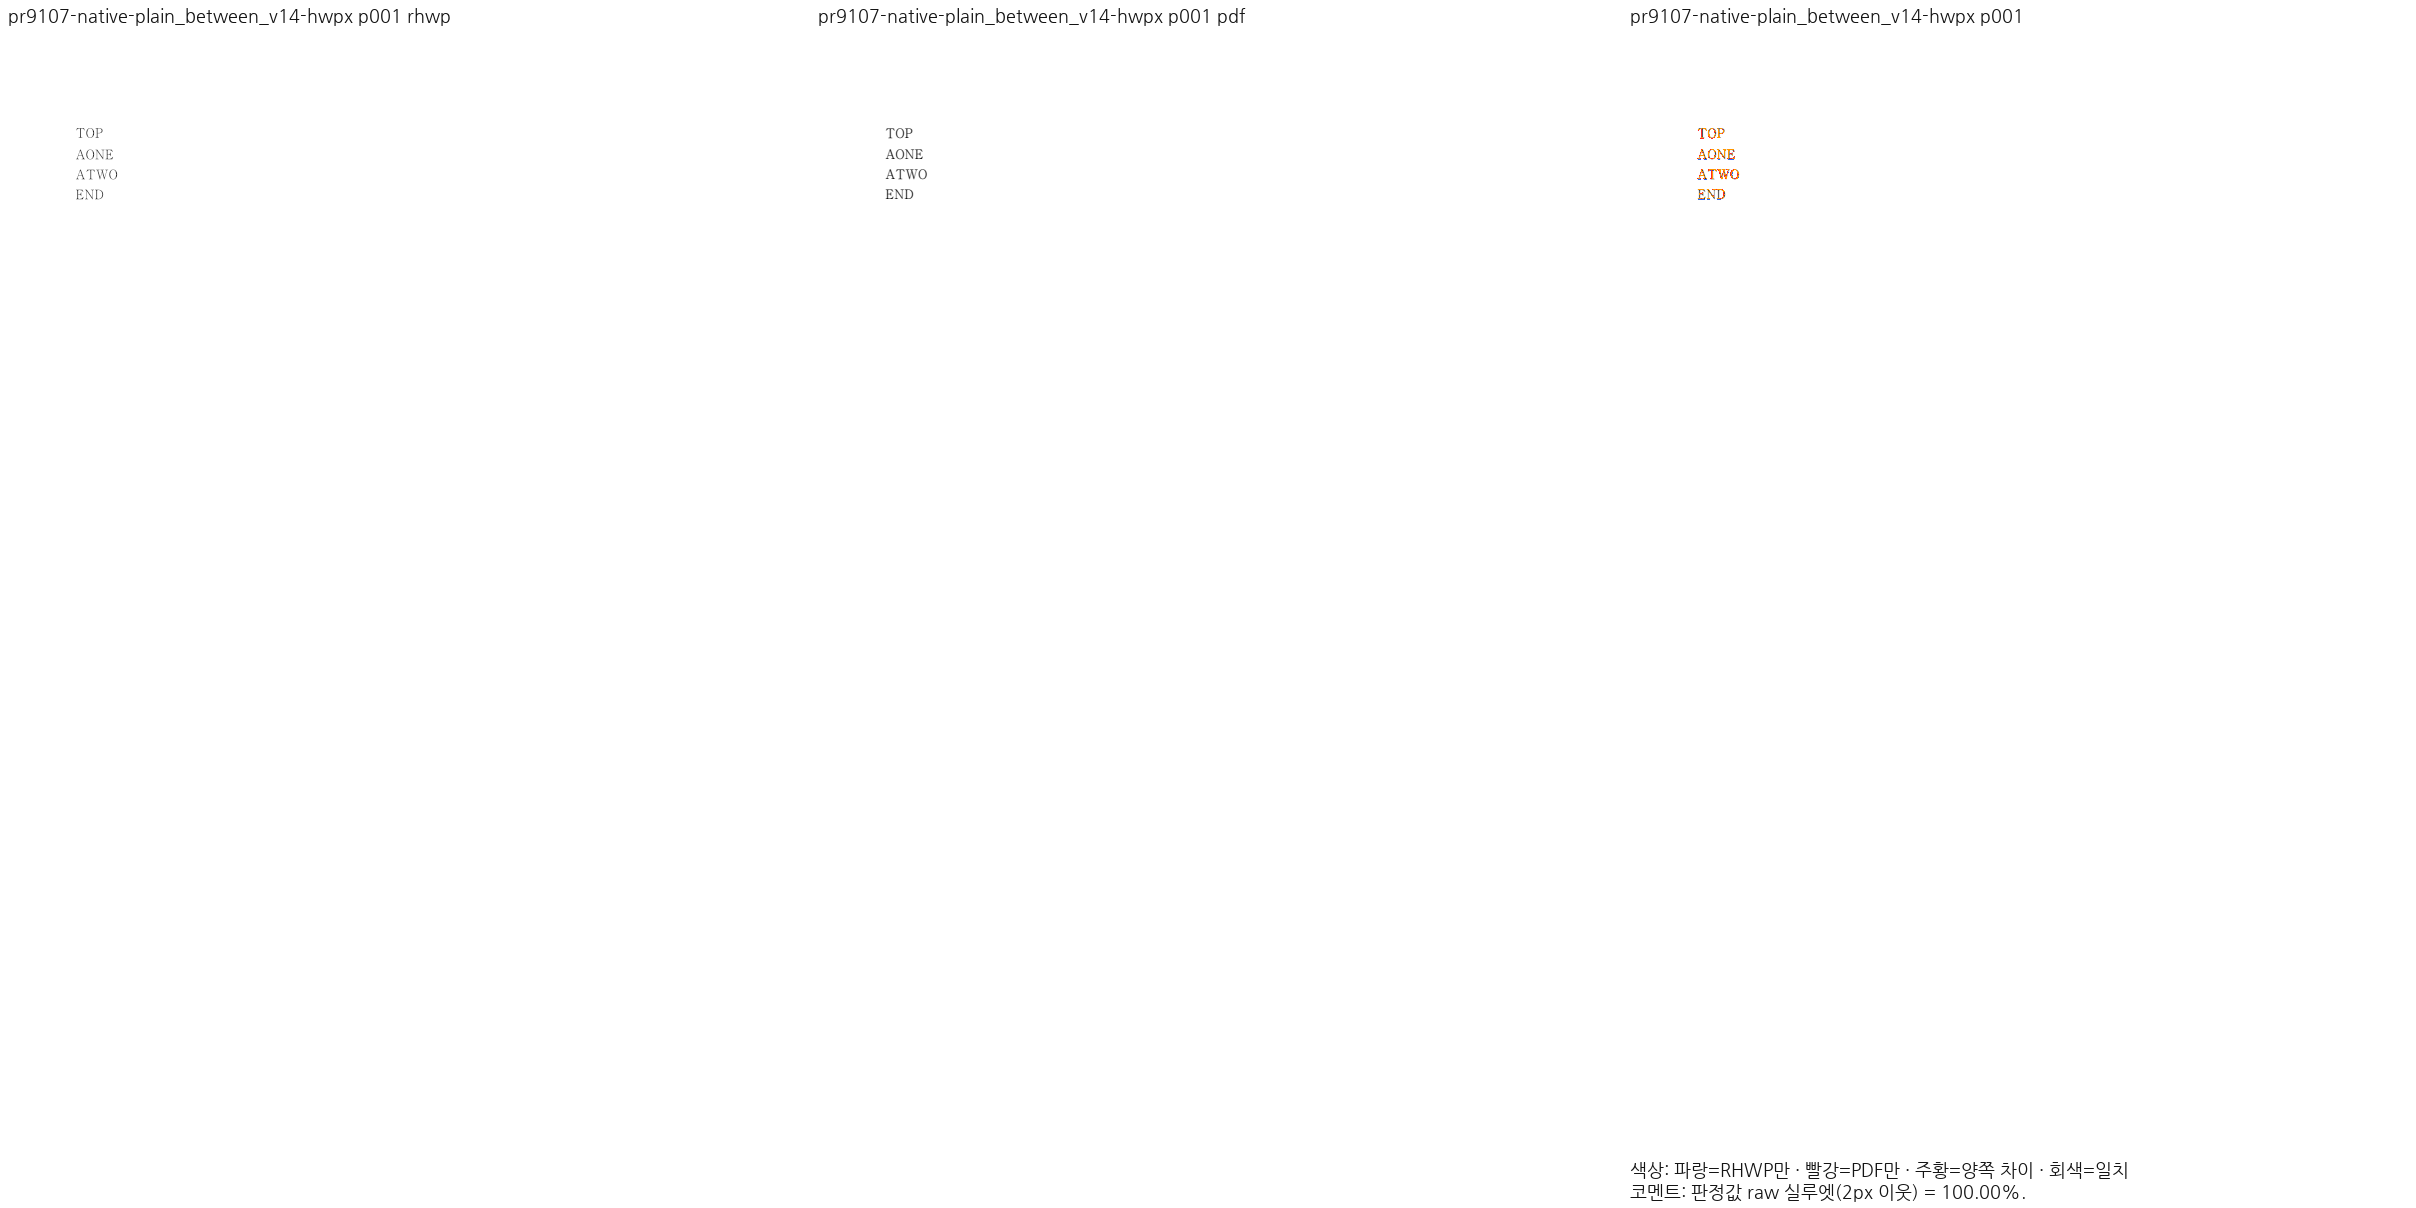 pr9107-native-plain_between_v14-hwpx p001 rhwp
TOP
AONE
ATWO
END
pr9107-native-plain_between_v14-hwpx p001 pdf
TOP
AONE
ATWO
END
pr9107-native-plain_between_v14-hwpx p001
TOP
AONE
ATWO
END
색상: 파랑=RHWP만 · 빨강=PDF만 · 주황=양쪽 차이 · 회색=일치
코멘트: 판정값 raw 실루엣(2px 이웃) = 100.00%.